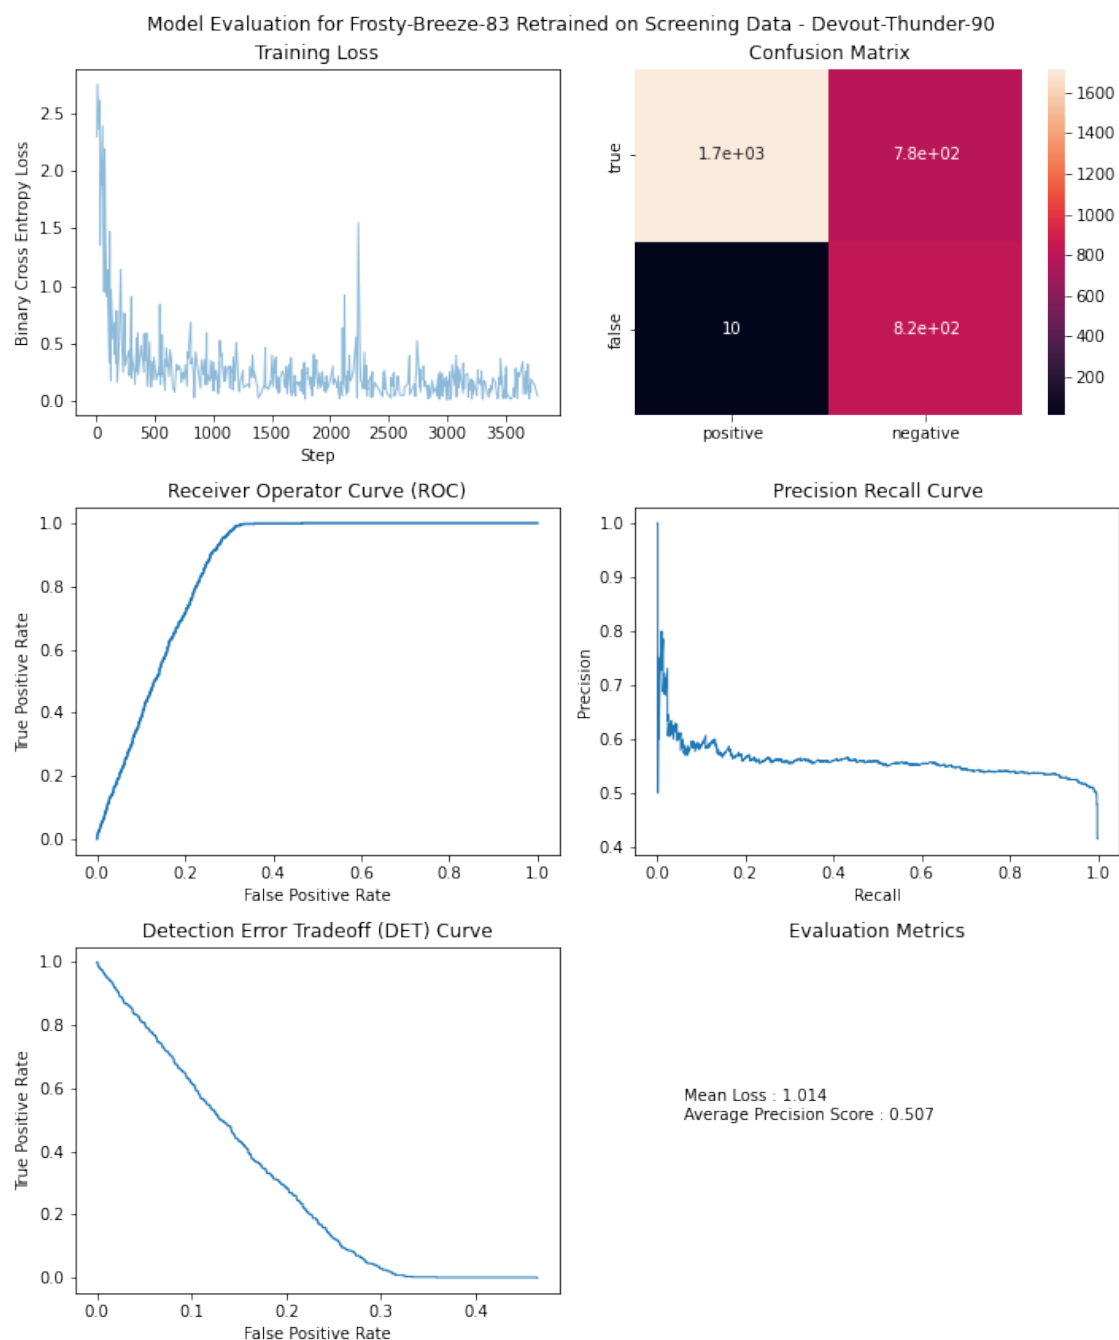 Model Evaluation for Frosty-Breeze-83 Retrained on Screening Data - Devout-Thunder-90
Training Loss
2.5
2.0
1.5
1.0
0.5
0.0
Binary Cross Entropy Loss
0 500 1000 1500 2000 2500 3000 3500
Step
Confusion Matrix
true
false
1.7e+03 7.8e+02
10 8.2e+02
positive negative
1600
1400
1200
1000
800
600
400
200
Receiver Operator Curve (ROC)
1.0
0.8
0.6
0.4
0.2
0.0
True Positive Rate
0.0 0.2 0.4 0.6 0.8 1.0
False Positive Rate
Precision Recall Curve
1.0
0.9
0.8
0.7
0.6
0.5
0.4
Precision
0.0 0.2 0.4 0.6 0.8 1.0
Recall
Detection Error Tradeoff (DET) Curve
1.0
0.8
0.6
0.4
0.2
0.0
True Positive Rate
0.0 0.1 0.2 0.3 0.4
False Positive Rate
Evaluation Metrics
Mean Loss : 1.014
Average Precision Score : 0.507